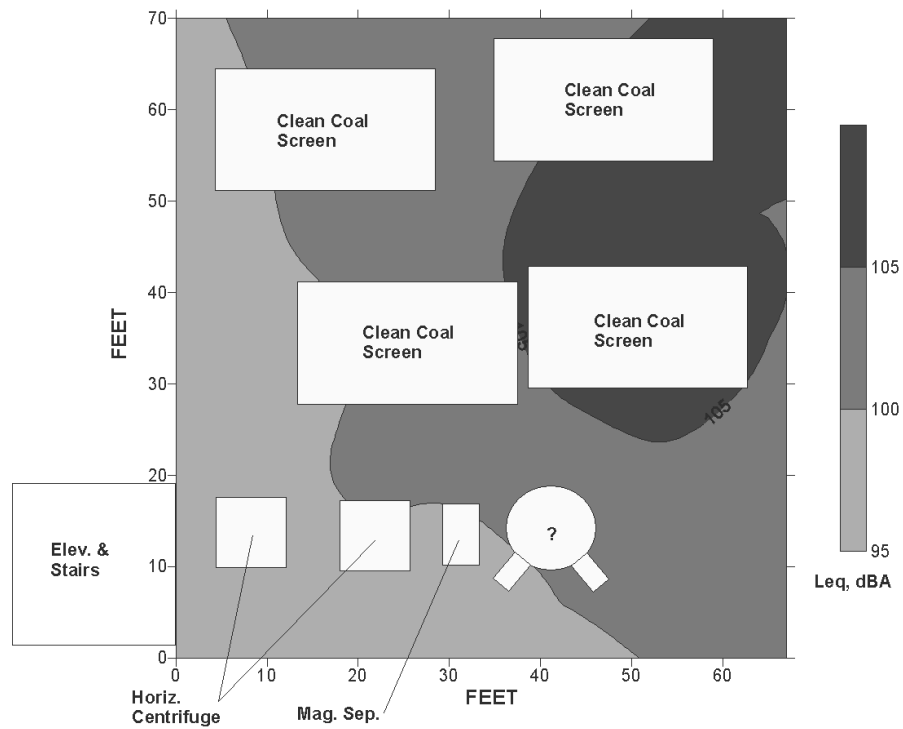 70
60
50
40
30
20
10
0
FEET
Clean Coal
Screen
Clean Coal
Screen
Clean Coal
Screen
Clean Coal
Screen
105
Elev. &
Stairs
?
0
10
20
30
40
50
60
FEET
Horiz.
Centrifuge
Mag. Sep.
105
100
95
Leq, dBA